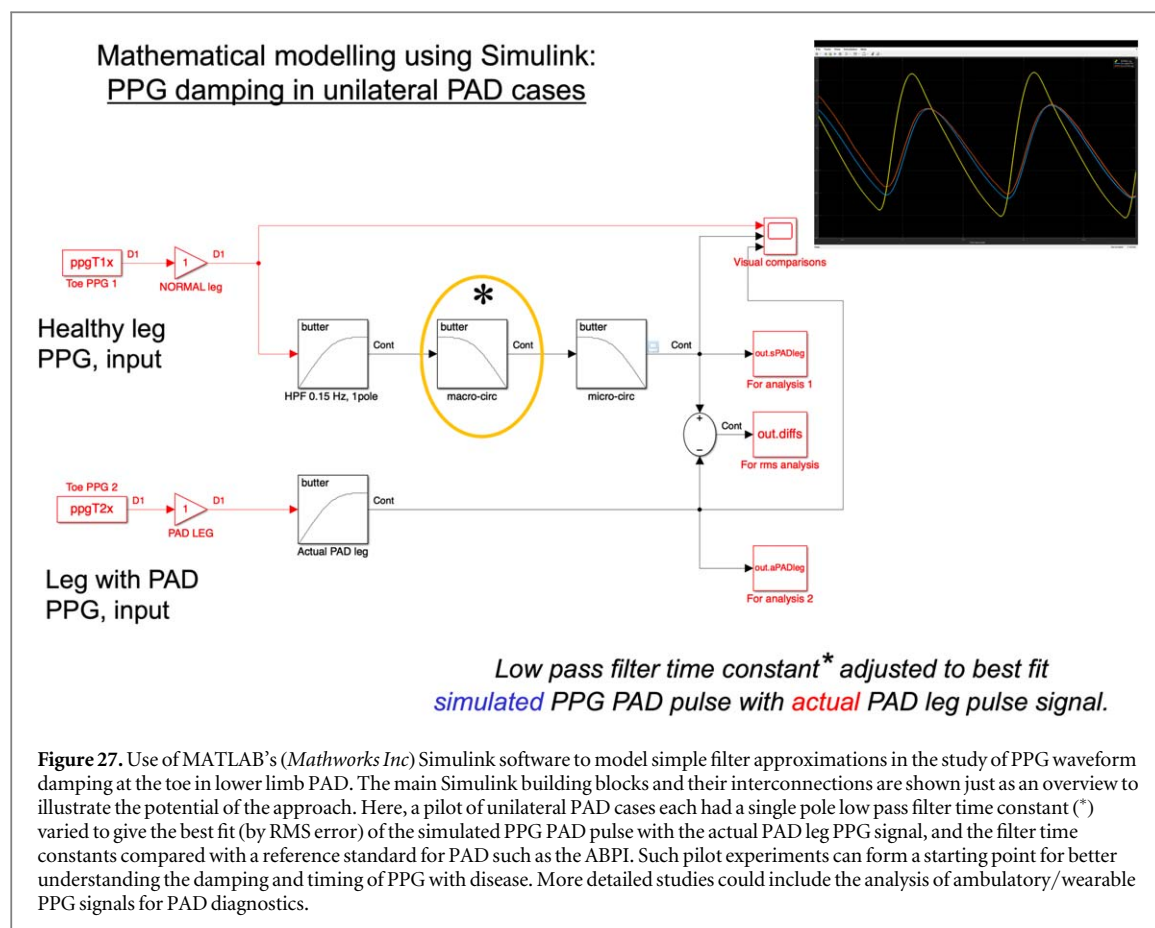 Mathematical modelling using Simulink:
PPG damping in unilateral PAD cases
ppgT1x
D1
1
D1
Toe PPG 1
NORMAL leg
Visual comparisons
Healthy leg
PPG, input
*
butter
Cont
HPF 0.15 Hz, 1pole
butter
Cont
macro-circ
butter
Cont
micro-circ
out.sPADleg
For analysis 1
+
−
Cont
out.diffs
For rms analysis
Toe PPG 2
ppgT2x
D1
1
D1
PAD LEG
butter
Cont
Actual PAD leg
out.aPADleg
For analysis 2
Leg with PAD
PPG, input
Low pass filter time constant* adjusted to best fit
simulated PPG PAD pulse with actual PAD leg pulse signal.
Figure 27. Use of MATLAB's (Mathworks Inc) Simulink software to model simple filter approximations in the study of PPG waveform
damping at the toe in lower limb PAD. The main Simulink building blocks and their interconnections are shown just as an overview to
illustrate the potential of the approach. Here, a pilot of unilateral PAD cases each had a single pole low pass filter time constant (*)
varied to give the best fit (by RMS error) of the simulated PPG PAD pulse with the actual PAD leg PPG signal, and the filter time
constants compared with a reference standard for PAD such as the ABPI. Such pilot experiments can form a starting point for better
understanding the damping and timing of PPG with disease. More detailed studies could include the analysis of ambulatory/wearable
PPG signals for PAD diagnostics.